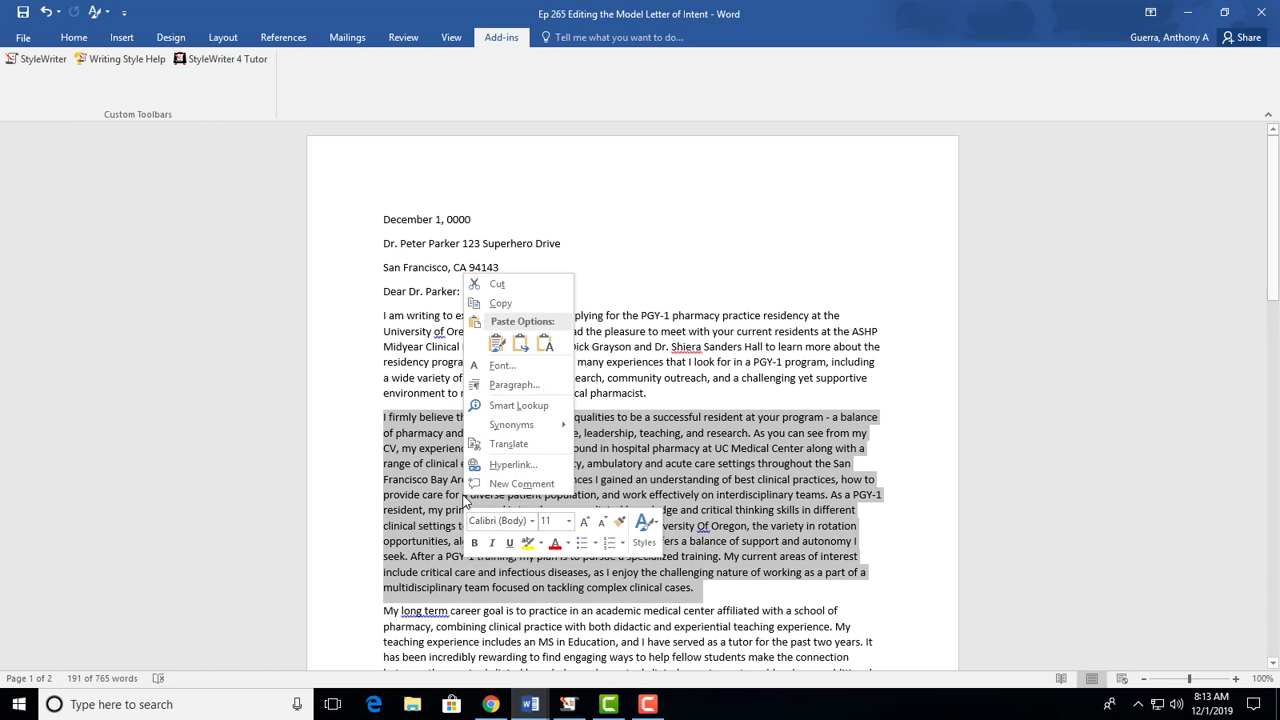 Ep 265 Editing the Model Letter of Intent - Word
Guerra, Anthony A
File Home Insert Design Layout References Mailings Review View Add-ins Tell me what you want to do... Share
StyleWriter Writing Style Help StyleWriter 4 Tutor
Custom Toolbars
December 1, 0000
Dr. Peter Parker 123 Superhero Drive
San Francisco, CA 94143
Dear Dr. Parker:
I am writing to ex plying for the PGY-1 pharmacy practice residency at the
University of Ore ad the pleasure to meet with your current residents at the ASHP
Midyear Clinical Dick Grayson and Dr. Shiera Sanders Hall to learn more about the
residency progra many experiences that I look for in a PGY-1 program, including
a wide variety of search, community outreach, and a challenging yet supportive
environment to cal pharmacist.
I firmly believe th qualities to be a successful resident at your program - a balance
of pharmacy and e, leadership, teaching, and research. As you can see from my
CV, my experienc ound in hospital pharmacy at UC Medical Center along with a
range of clinical e y, ambulatory and acute care settings throughout the San
Francisco Bay Are nces I gained an understanding of best clinical practices, how to
provide care for a diverse patient population, and work effectively on interdisciplinary teams. As a PGY-1
resident, my ledge and critical thinking skills in different
clinical settings versity Of Oregon, the variety in rotation
opportunities, al ffers a balance of support and autonomy I
seek. After a PGY-1 training, my plan is to pursue a specialized training. My current areas of interest
include critical care and infectious diseases, as I enjoy the challenging nature of working as a part of a
multidisciplinary team focused on tackling complex clinical cases.
My long term career goal is to practice in an academic medical center affiliated with a school of
pharmacy, combining clinical practice with both didactic and experiential teaching experience. My
teaching experience includes an MS in Education, and I have served as a tutor for the past two years. It
has been incredibly rewarding to find engaging ways to help fellow students make the connection
Cut
Copy
Paste Options:
Font...
Paragraph...
Smart Lookup
Synonyms
Translate
Hyperlink...
New Comment
Calibri (Body) 11
B I U Styles
Page 1 of 2 191 of 765 words 100%
Type here to search
8:13 AM
12/1/2019